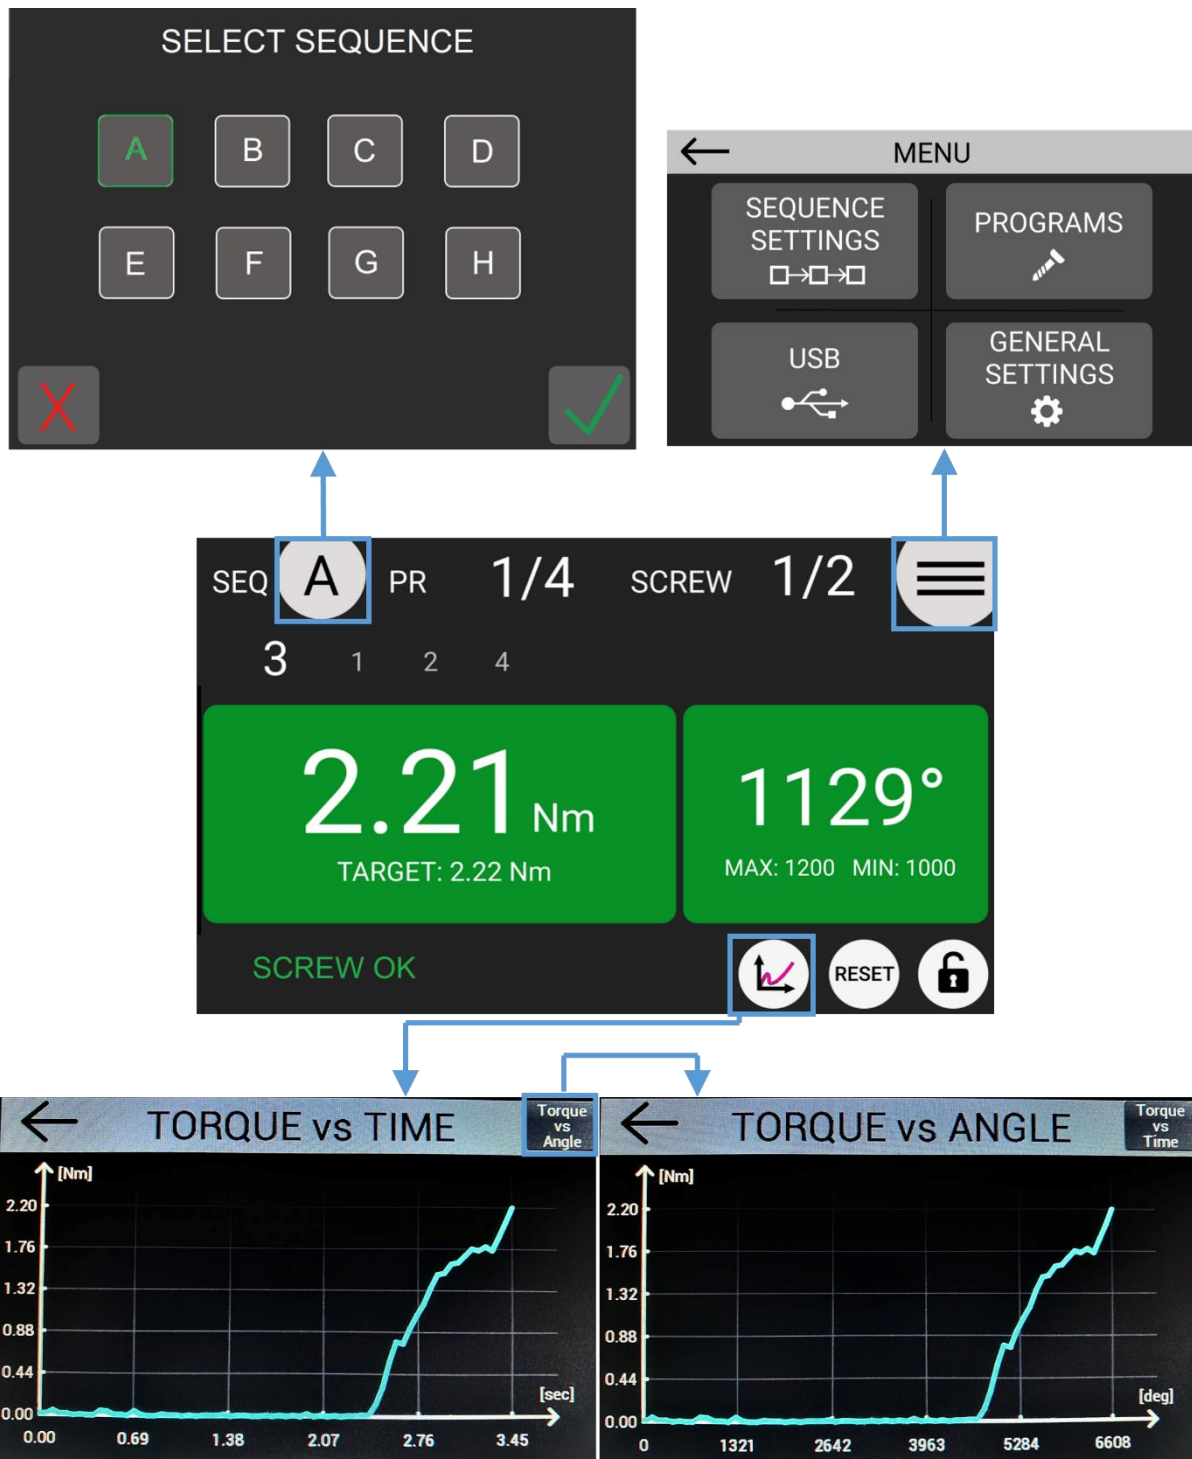 SELECT SEQUENCE
A B C D
E F G H
X
MENU
SEQUENCE
SETTINGS
PROGRAMS
USB
GENERAL
SETTINGS
SEQ A PR 1/4 SCREW 1/2
3 1 2 4
2.21 Nm
TARGET: 2.22 Nm
1129°
MAX: 1200 MIN: 1000
SCREW OK
RESET
TORQUE vs TIME
Torque
vs
Angle
[Nm]
2.20
1.76
1.32
0.88
0.44
0.00
[sec]
0.00 0.69 1.38 2.07 2.76 3.45
TORQUE vs ANGLE
Torque
vs
Time
[Nm]
2.20
1.76
1.32
0.88
0.44
0.00
[deg]
0 1321 2642 3963 5284 6608